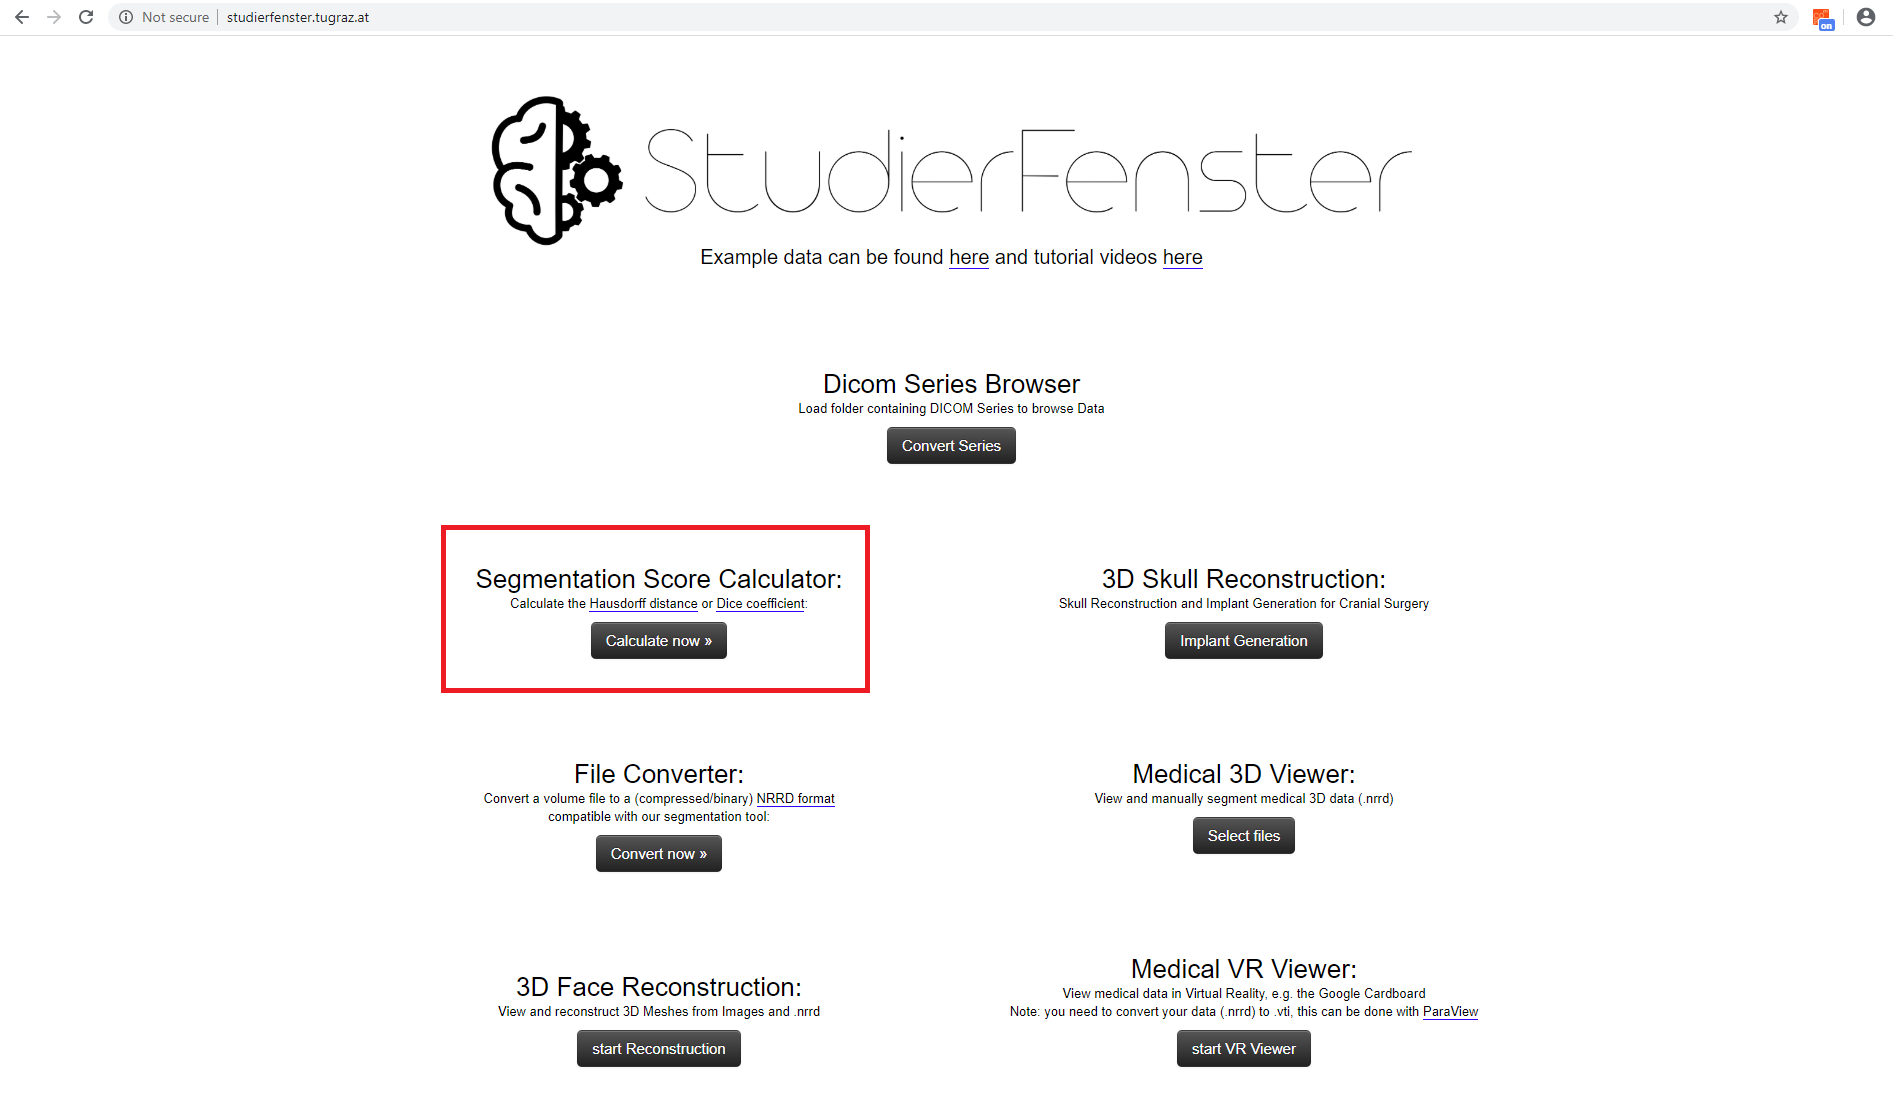 Not secure studierfenster.tugraz.at
on
StudierFenster
Example data can be found here and tutorial videos here
Dicom Series Browser
Load folder containing DICOM Series to browse Data
Convert Series
Segmentation Score Calculator:
Calculate the Hausdorff distance or Dice coefficient:
Calculate now »
3D Skull Reconstruction:
Skull Reconstruction and Implant Generation for Cranial Surgery
Implant Generation
File Converter:
Convert a volume file to a (compressed/binary) NRRD format
compatible with our segmentation tool:
Convert now »
Medical 3D Viewer:
View and manually segment medical 3D data (.nrrd)
Select files
3D Face Reconstruction:
View and reconstruct 3D Meshes from Images and .nrrd
start Reconstruction
Medical VR Viewer:
View medical data in Virtual Reality, e.g. the Google Cardboard
Note: you need to convert your data (.nrrd) to .vti, this can be done with ParaView
start VR Viewer